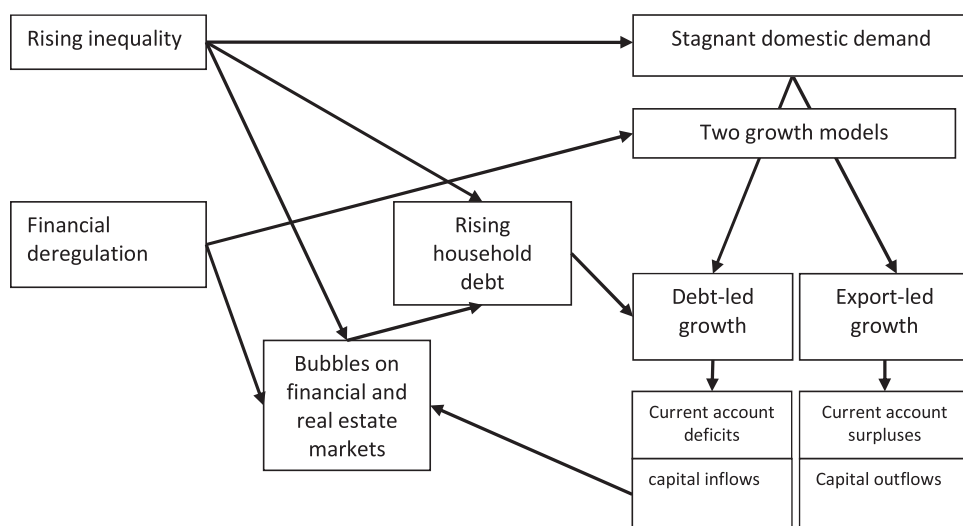 Rising inequality
Stagnant domestic demand
Two growth models
Financial
deregulation
Rising
household
debt
Debt-led
growth
Export-led
growth
Bubbles on
financial and
real estate
markets
Current account
deficits
Current account
surpluses
capital inflows
Capital outflows